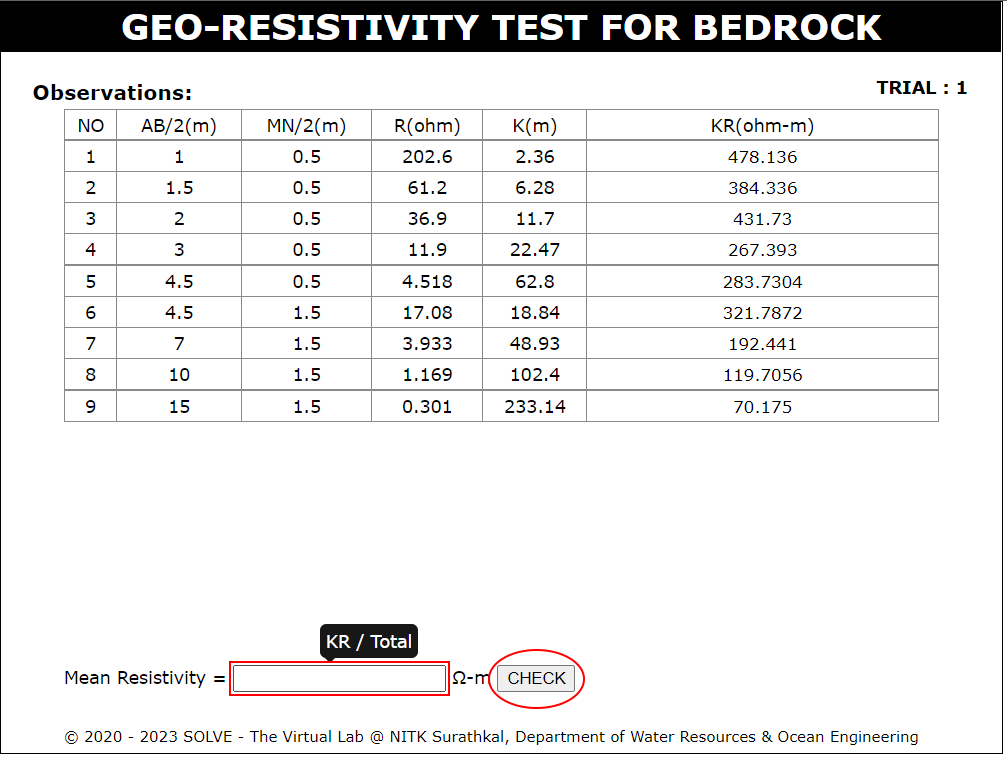 GEO-RESISTIVITY TEST FOR BEDROCK
TRIAL : 1
Observations:
NO AB/2(m) MN/2(m) R(ohm) K(m) KR(ohm-m)
1 1 0.5 202.6 2.36 478.136
2 1.5 0.5 61.2 6.28 384.336
3 2 0.5 36.9 11.7 431.73
4 3 0.5 11.9 22.47 267.393
5 4.5 0.5 4.518 62.8 283.7304
6 4.5 1.5 17.08 18.84 321.7872
7 7 1.5 3.933 48.93 192.441
8 10 1.5 1.169 102.4 119.7056
9 15 1.5 0.301 233.14 70.175
KR / Total
Mean Resistivity = Ω-m CHECK
© 2020 - 2023 SOLVE - The Virtual Lab @ NITK Surathkal, Department of Water Resources & Ocean Engineering